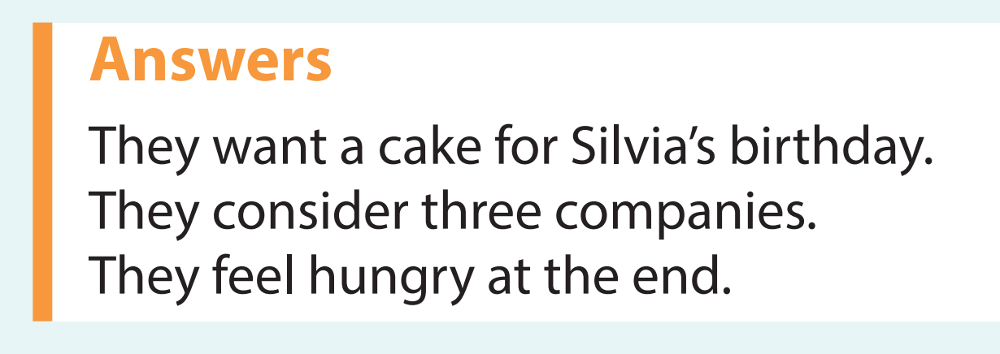 Answers
They want a cake for Silvia’s birthday.
They consider three companies.
They feel hungry at the end.